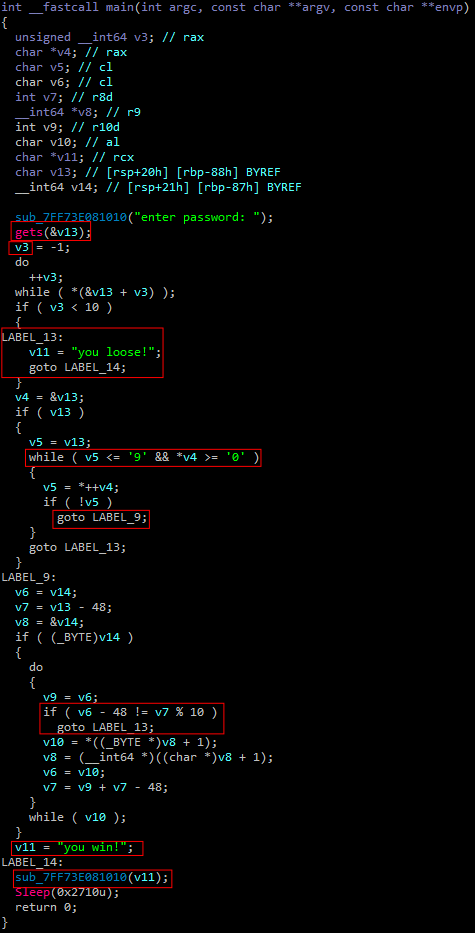 int __fastcall main(int argc, const char **argv, const char **envp)
{
unsigned __int64 v3; // rax
char *v4; // rax
char v5; // cl
char v6; // cl
int v7; // r8d
__int64 *v8; // r9
int v9; // r10d
char v10; // al
char *v11; // rcx
char v13; // [rsp+20h] [rbp-88h] BYREF
__int64 v14; // [rsp+21h] [rbp-87h] BYREF
sub_7FF73E081010("enter password: ");
gets(&v13);
v3 = -1;
do
++v3;
while ( *(&v13 + v3) );
if ( v3 < 10 )
{
LABEL_13:
v11 = "you loose!";
goto LABEL_14;
}
v4 = &v13;
if ( v13 )
{
v5 = v13;
while ( v5 <= '9' && *v4 >= '0' )
{
v5 = *++v4;
if ( !v5 )
goto LABEL_9;
}
goto LABEL_13;
}
LABEL_9:
v6 = v14;
v7 = v13 - 48;
v8 = &v14;
if ( (_BYTE)v14 )
{
do
{
v9 = v6;
if ( v6 - 48 != v7 % 10 )
goto LABEL_13;
v10 = *((_BYTE *)v8 + 1);
v8 = (__int64 *)((char *)v8 + 1);
v6 = v10;
v7 = v9 + v7 - 48;
}
while ( v10 );
}
v11 = "you win!";
LABEL_14:
sub_7FF73E081010(v11);
Sleep(0x2710u);
return 0;
}